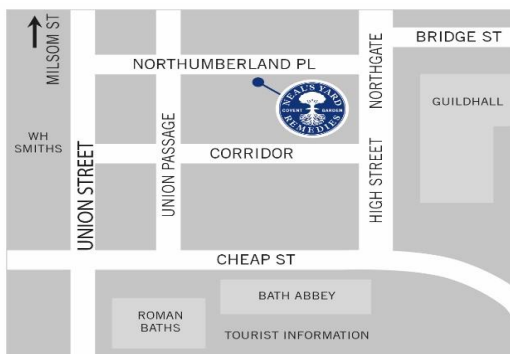 MILSOM ST
BRIDGE ST
NORTHUMBERLAND PL
NORTHGATE
NEAL'S YARD
COVENT GARDEN
REMEDIES
GUILDHALL
WH
SMITHS
UNION STREET
UNION PASSAGE
CORRIDOR
HIGH STREET
CHEAP ST
BATH ABBEY
ROMAN
BATHS
TOURIST INFORMATION